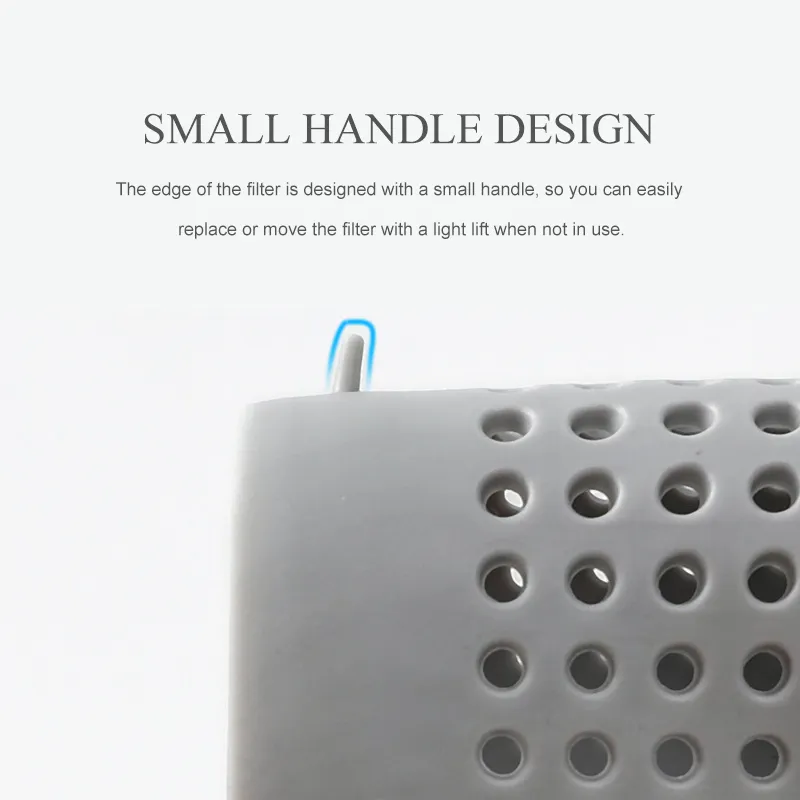 SMALL HANDLE DESIGN
The edge of the filter is designed with a small handle, so you can easily
replace or move the filter with a light lift when not in use.